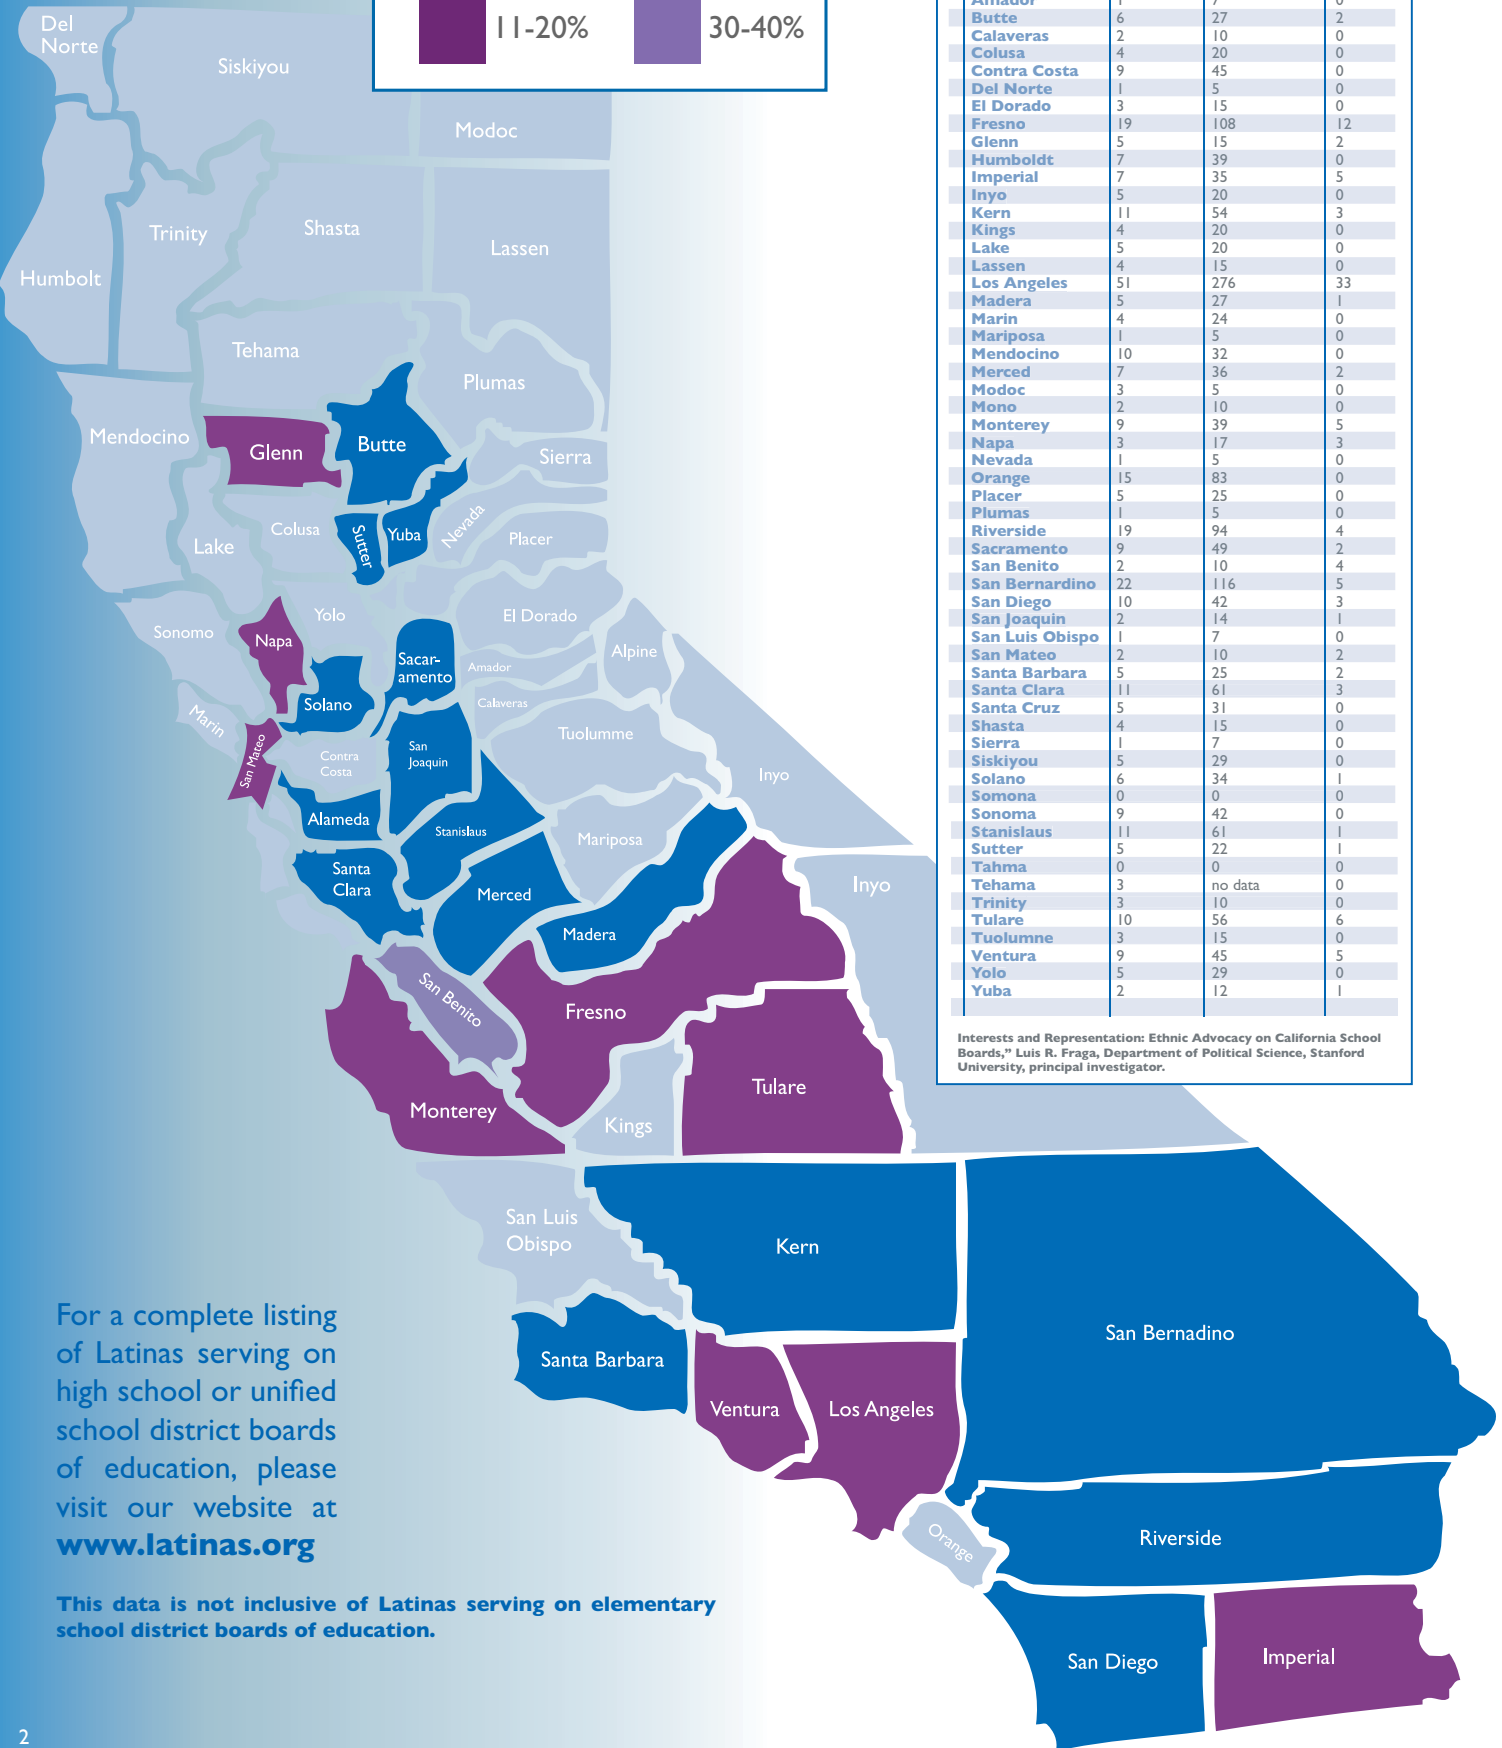 11-20%
30-40%
Amador 1 7 0
Butte 6 27 2
Calaveras 2 10 0
Colusa 4 20 0
Contra Costa 9 45 0
Del Norte 1 5 0
El Dorado 3 15 0
Fresno 19 108 12
Glenn 5 15 2
Humboldt 7 39 0
Imperial 7 35 5
Inyo 5 20 0
Kern 11 54 3
Kings 4 20 0
Lake 5 20 0
Lassen 4 15 0
Los Angeles 51 276 33
Madera 5 27 1
Marin 4 24 0
Mariposa 1 5 0
Mendocino 10 32 0
Merced 7 36 2
Modoc 3 5 0
Mono 2 10 0
Monterey 9 39 5
Napa 3 17 3
Nevada 1 5 0
Orange 15 83 0
Placer 5 25 0
Plumas 1 5 0
Riverside 19 94 4
Sacramento 9 49 2
San Benito 2 10 4
San Bernardino 22 116 5
San Diego 10 42 3
San Joaquin 2 14 1
San Luis Obispo 1 7 0
San Mateo 2 10 2
Santa Barbara 5 25 2
Santa Clara 11 61 3
Santa Cruz 5 31 0
Shasta 4 15 0
Sierra 1 7 0
Siskiyou 5 29 0
Solano 6 34 1
Somona 0 0 0
Sonoma 9 42 0
Stanislaus 11 61 1
Sutter 5 22 1
Tahma 0 0 0
Tehama 3 no data 0
Trinity 3 10 0
Tulare 10 56 6
Tuolumne 3 15 0
Ventura 9 45 5
Yolo 5 29 0
Yuba 2 12 1
Interests and Representation: Ethnic Advocacy on California School
Boards,” Luis R. Fraga, Department of Political Science, Stanford
University, principal investigator.
Del
Norte
Siskiyou
Modoc
Humbolt
Trinity
Shasta
Lassen
Tehama
Plumas
Mendocino
Glenn
Butte
Sierra
Colusa
Sutter
Yuba
Nevada
Placer
Lake
Yolo
El Dorado
Sonomo
Napa
Sacar-
amento
Amador
Alpine
Solano
Calaveras
Marin
San Mateo
Contra
Costa
San
Joaquin
Tuolumme
Inyo
Alameda
Stanislaus
Mariposa
Santa
Clara
Merced
Inyo
Madera
San Benito
Fresno
Monterey
Kings
Tulare
San Luis
Obispo
Kern
San Bernadino
Santa Barbara
Ventura
Los Angeles
Orange
Riverside
San Diego
Imperial
For a complete listing
of Latinas serving on
high school or unified
school district boards
of education, please
visit our website at
www.latinas.org
This data is not inclusive of Latinas serving on elementary
school district boards of education.
2